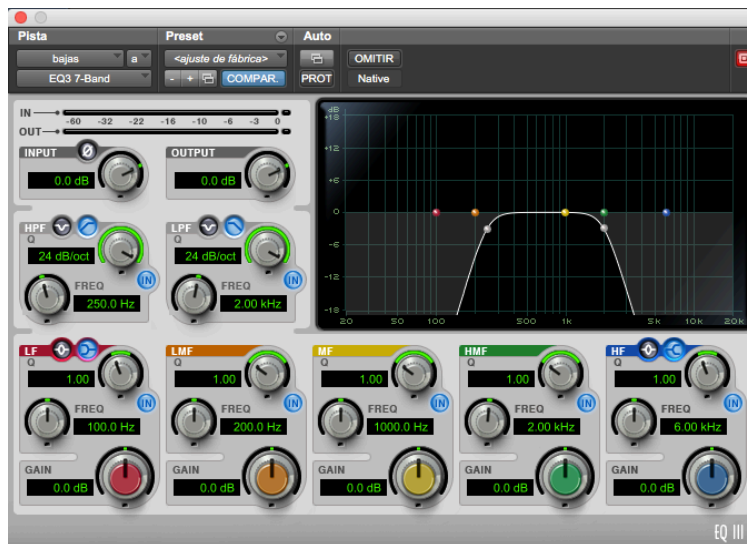 Pista Preset Auto
bajas a <ajuste de fábrica> OMITIR
EQ3 7-Band - + COMPAR. PROT Native
IN
-60 -32 -22 -16 -10 -6 -3 0
OUT
INPUT Ø OUTPUT
0.0 dB 0.0 dB
HPF LPF
Q Q
24 dB/oct 24 dB/oct
FREQ IN FREQ IN
250.0 Hz 2.00 kHz
dB
+18
+12
+6
0
-6
-12
-18
20 50 100 500 1k 5k 10k 20k
LF LMF MF HMF HF
Q Q Q Q Q
1.00 1.00 1.00 1.00 1.00
FREQ IN FREQ IN FREQ IN FREQ IN FREQ IN
100.0 Hz 200.0 Hz 1000.0 Hz 2.00 kHz 6.00 kHz
GAIN GAIN GAIN GAIN GAIN
0.0 dB 0.0 dB 0.0 dB 0.0 dB 0.0 dB
EQ III